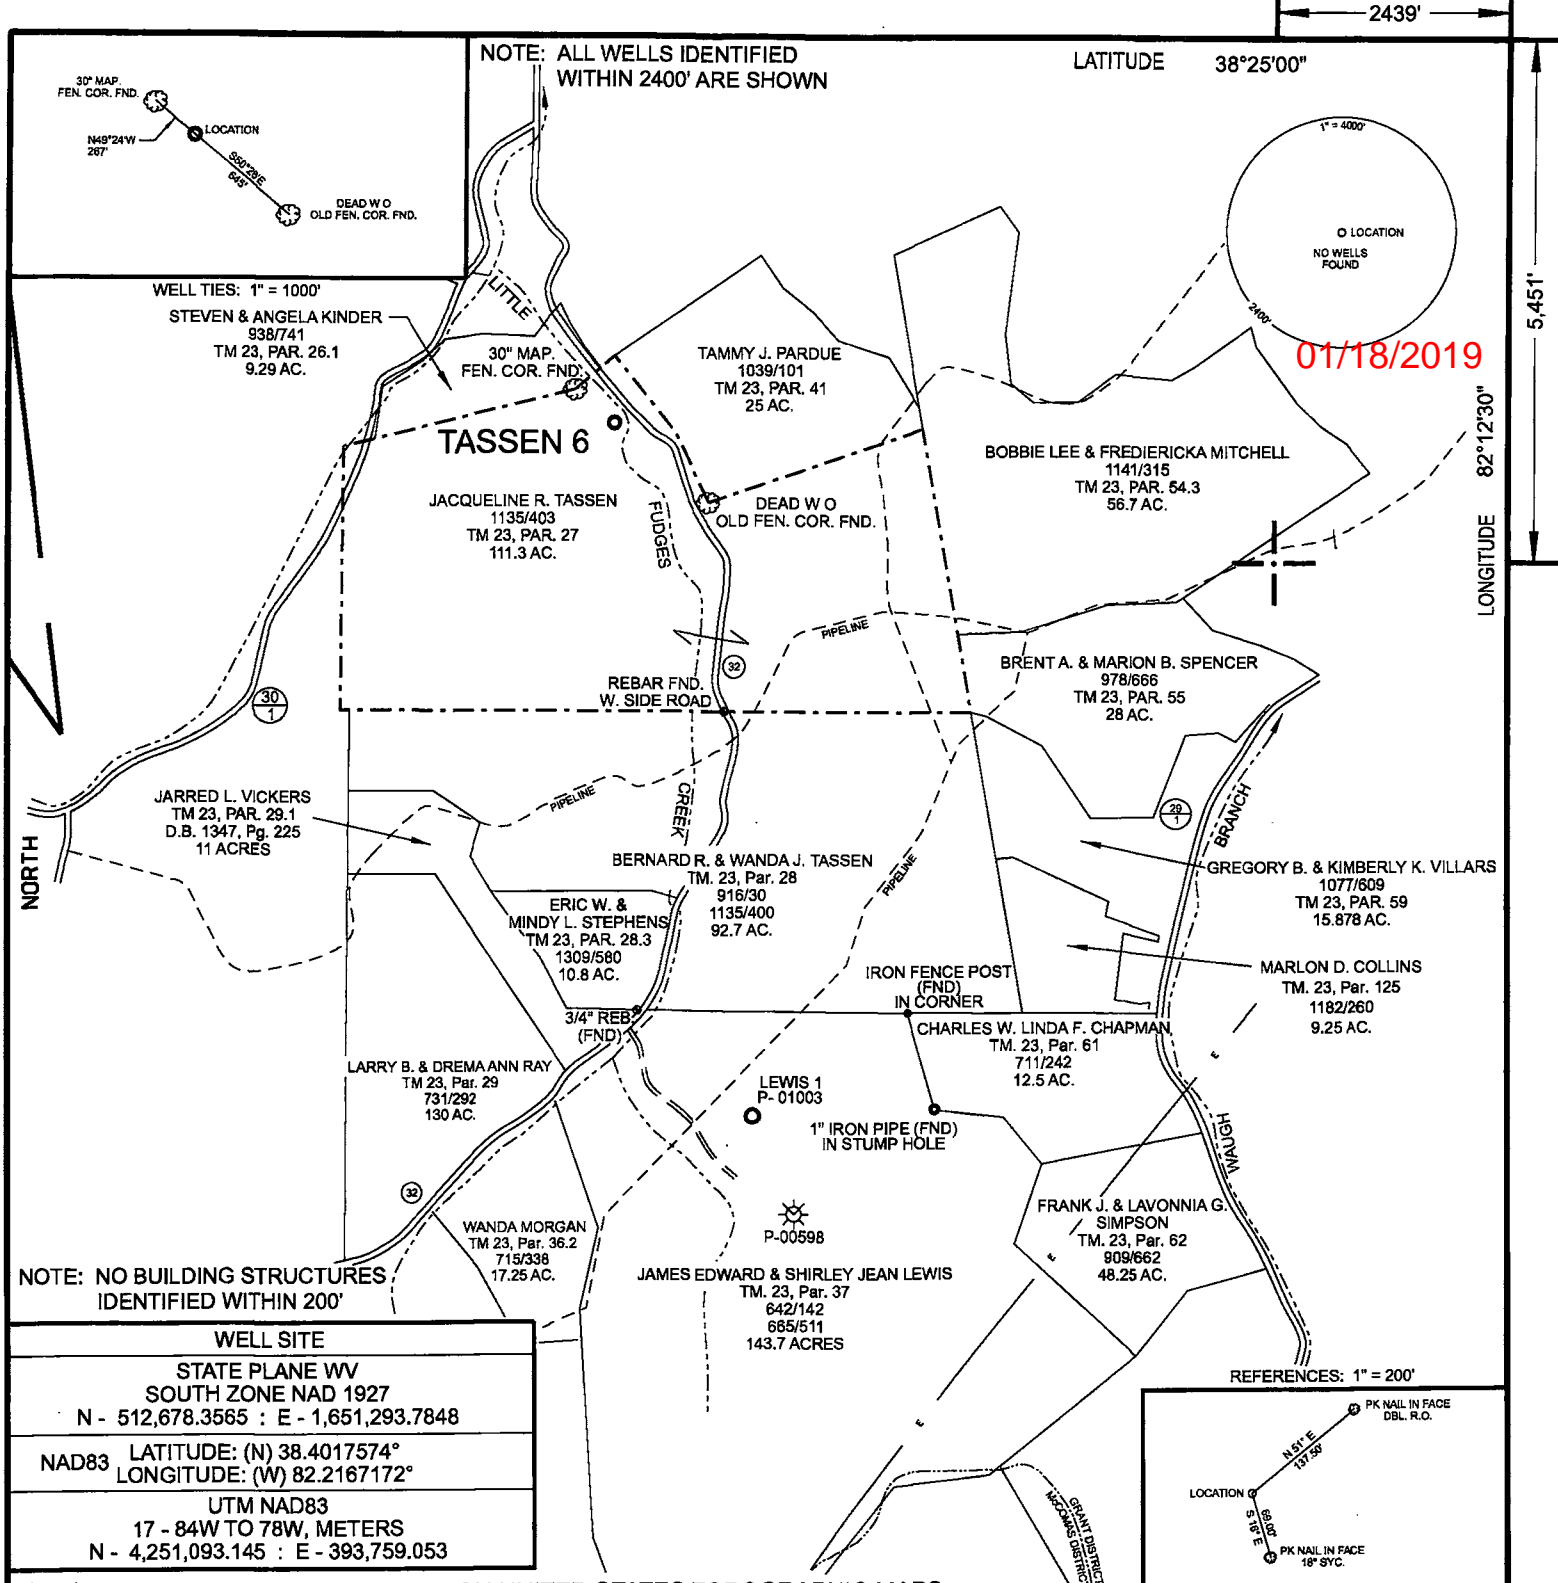 2439'
NOTE: ALL WELLS IDENTIFIED
WITHIN 2400' ARE SHOWN
LATITUDE 38°25'00"
30" MAP.
FEN. COR. FND.
LOCATION
N49°24'W
267'
S50°28'E
645'
DEAD W O
OLD FEN. COR. FND.
WELL TIES: 1" = 1000'
1" = 4000'
LOCATION
NO WELLS
FOUND
2400'
5,451'
01/18/2019
LONGITUDE 82°12'30"
STEVEN & ANGELA KINDER
938/741
TM 23, PAR. 26.1
9.29 AC.
LITTLE
30" MAP.
FEN. COR. FND.
TAMMY J. PARDUE
1039/101
TM 23, PAR. 41
25 AC.
TASSEN 6
BOBBIE LEE & FREDIERICKA MITCHELL
1141/315
TM 23, PAR. 54.3
56.7 AC.
JACQUELINE R. TASSEN
1135/403
TM 23, PAR. 27
111.3 AC.
FUDGES
DEAD W O
OLD FEN. COR. FND.
PIPELINE
32
REBAR FND.
W. SIDE ROAD
BRENT A. & MARION B. SPENCER
978/666
TM 23, PAR. 55
28 AC.
30
1
NORTH
JARRED L. VICKERS
TM 23, PAR. 29.1
D.B. 1347, Pg. 225
11 ACRES
PIPELINE
CREEK
29
1
BRANCH
BERNARD R. & WANDA J. TASSEN
TM. 23, Par. 28
916/30
1135/400
92.7 AC.
PIPELINE
GREGORY B. & KIMBERLY K. VILLARS
1077/609
TM 23, PAR. 59
15.878 AC.
ERIC W. &
MINDY L. STEPHENS
TM 23, PAR. 28.3
1309/580
10.8 AC.
MARLON D. COLLINS
TM. 23, Par. 125
1182/260
9.25 AC.
IRON FENCE POST
(FND)
IN CORNER
3/4" REB.
(FND)
CHARLES W. LINDA F. CHAPMAN
TM. 23, Par. 61
711/242
12.5 AC.
E
LARRY B. & DREMA ANN RAY
TM 23, Par. 29
731/292
130 AC.
LEWIS 1
P- 01003
1" IRON PIPE (FND)
IN STUMP HOLE
WAUGH
32
FRANK J. & LAVONNIA G.
SIMPSON
TM. 23, Par. 62
909/662
48.25 AC.
E
WANDA MORGAN
TM 23, Par. 36.2
715/338
17.25 AC.
P-00598
JAMES EDWARD & SHIRLEY JEAN LEWIS
TM. 23, Par. 37
642/142
665/511
143.7 ACRES
NOTE: NO BUILDING STRUCTURES
IDENTIFIED WITHIN 200'
WELL SITE
STATE PLANE WV
SOUTH ZONE NAD 1927
N - 512,678.3565 : E - 1,651,293.7848
NAD83 LATITUDE: (N) 38.4017574°
LONGITUDE: (W) 82.2167172°
UTM NAD83
17 - 84W TO 78W, METERS
N - 4,251,093.145 : E - 393,759.053
E
GRANT DISTRICT
McCOMAS DISTRICT
REFERENCES: 1" = 200'
PK NAIL IN FACE
DBL. R.O.
N 51° E
137.50'
LOCATION
69.00'
S 16° E
PK NAIL IN FACE
18" SYC.